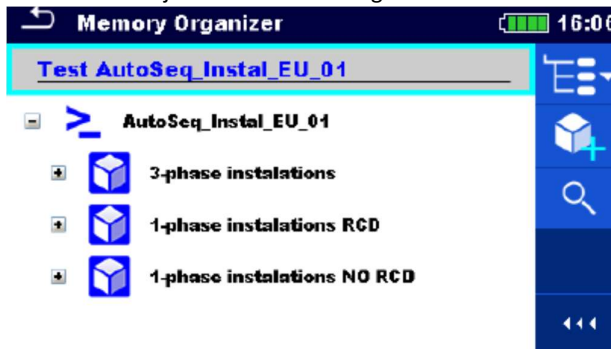 Memory Organizer
16:06
Test AutoSeq_Instal_EU_01
AutoSeq_Instal_EU_01
3-phase instalations
1-phase instalations RCD
1-phase instalations NO RCD